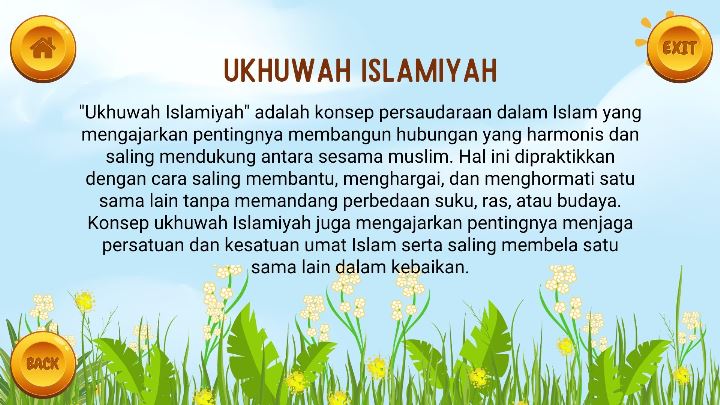 EXIT
UKHUWAH ISLAMIYAH
"Ukhuwah Islamiyah" adalah konsep persaudaraan dalam Islam yang
mengajarkan pentingnya membangun hubungan yang harmonis dan
saling mendukung antara sesama muslim. Hal ini dipraktikkan
dengan cara saling membantu, menghargai, dan menghormati satu
sama lain tanpa memandang perbedaan suku, ras, atau budaya.
Konsep ukhuwah Islamiyah juga mengajarkan pentingnya menjaga
persatuan dan kesatuan umat Islam serta saling membela satu
sama lain dalam kebaikan.
BACK